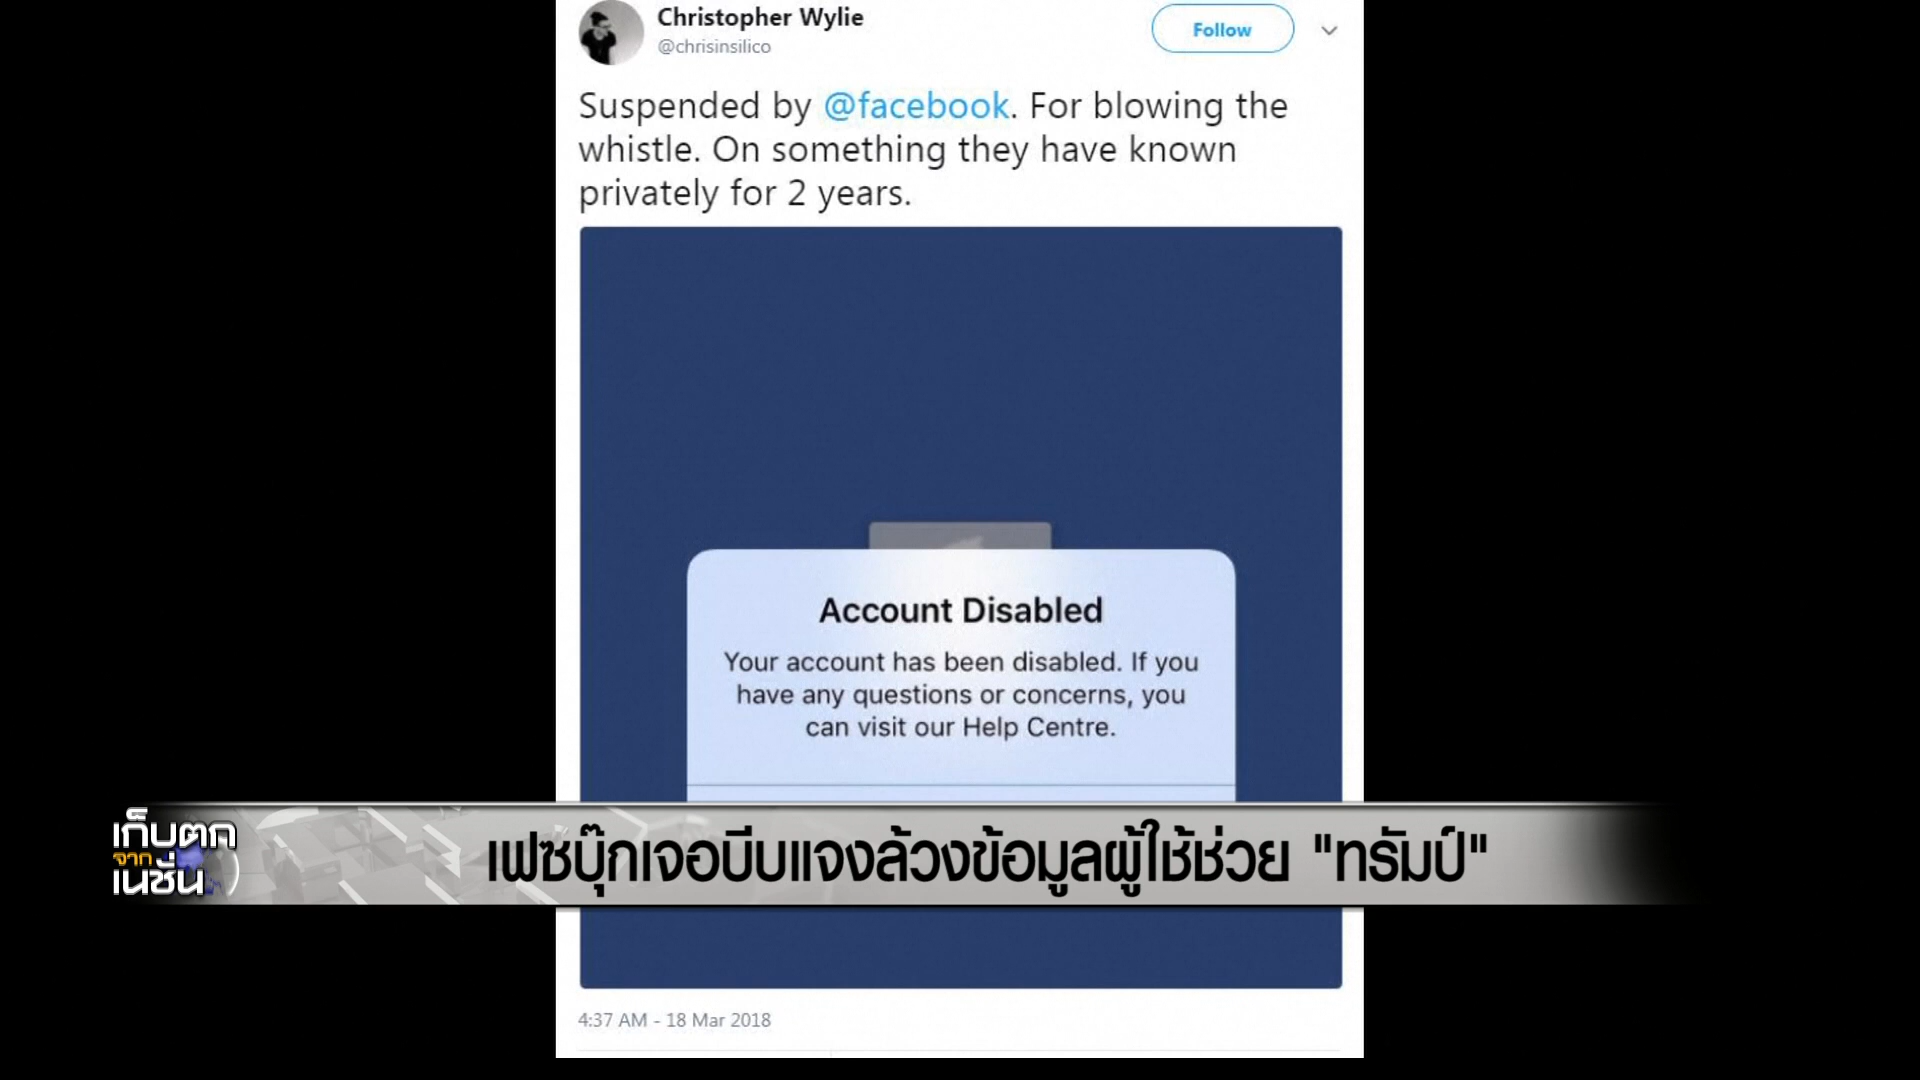 Christopher Wylie
@chrisinsilico
Follow
Suspended by @facebook. For blowing the
whistle. On something they have known
privately for 2 years.
Account Disabled
Your account has been disabled. If you
have any questions or concerns, you
can visit our Help Centre.
เก็บตก
จาก
เนชั่น
เฟซบุ๊กเจอบีบแจงล้วงข้อมูลผู้ใช้ช่วย "ทรัมป์"
4:37 AM - 18 Mar 2018